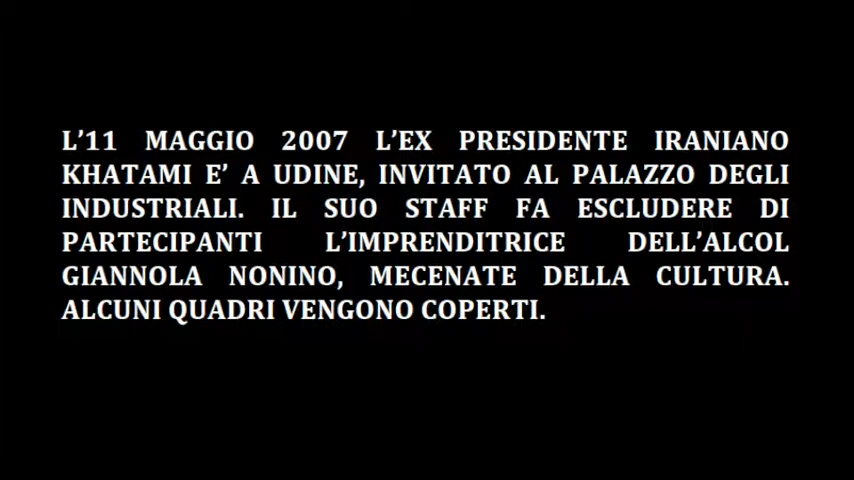 L’11 MAGGIO 2007 L’EX PRESIDENTE IRANIANO
KHATAMI E’ A UDINE, INVITATO AL PALAZZO DEGLI
INDUSTRIALI. IL SUO STAFF FA ESCLUDERE DI
PARTECIPANTI L’IMPRENDITRICE DELL’ALCOL
GIANNOLA NONINO, MECENATE DELLA CULTURA.
ALCUNI QUADRI VENGONO COPERTI.